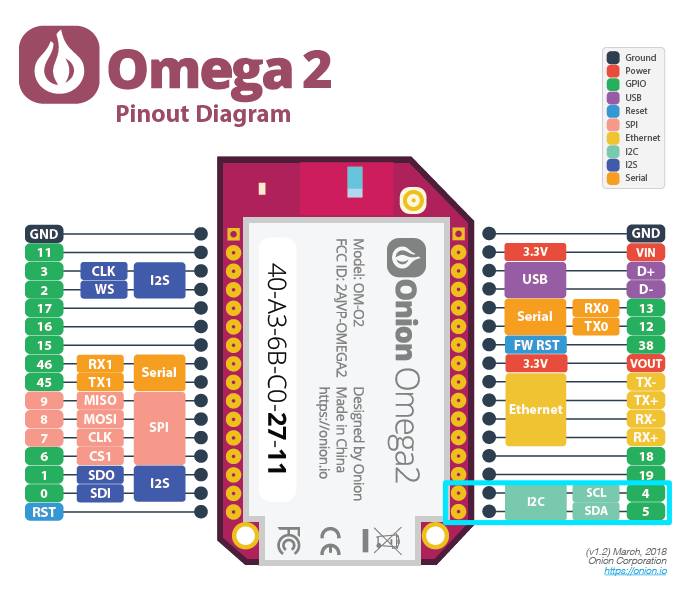 Omega 2
Pinout Diagram
Ground
Power
GPIO
USB
Reset
SPI
Ethernet
I2C
I2S
Serial
GND
11
3 CLK I2S
2 WS
17
16
15
46 RX1 Serial
45 TX1
9 MISO SPI
8 MOSI
7 CLK
6 CS1
1 SDO I2S
0 SDI
RST
40-A3-6B-C0-27-11
Model: OM-O2
FCC ID: 2AJVP-OMEGA2
Designed by Onion
Made in China
https://onion.io
Onion Omega2
FC CE
GND
3.3V VIN
USB D+
D-
Serial RX0 13
TX0 12
FW RST 38
3.3V VOUT
Ethernet TX-
TX+
RX-
RX+
18
19
I2C SCL 4
SDA 5
(v1.2) March, 2018
Onion Corporation
https://onion.io